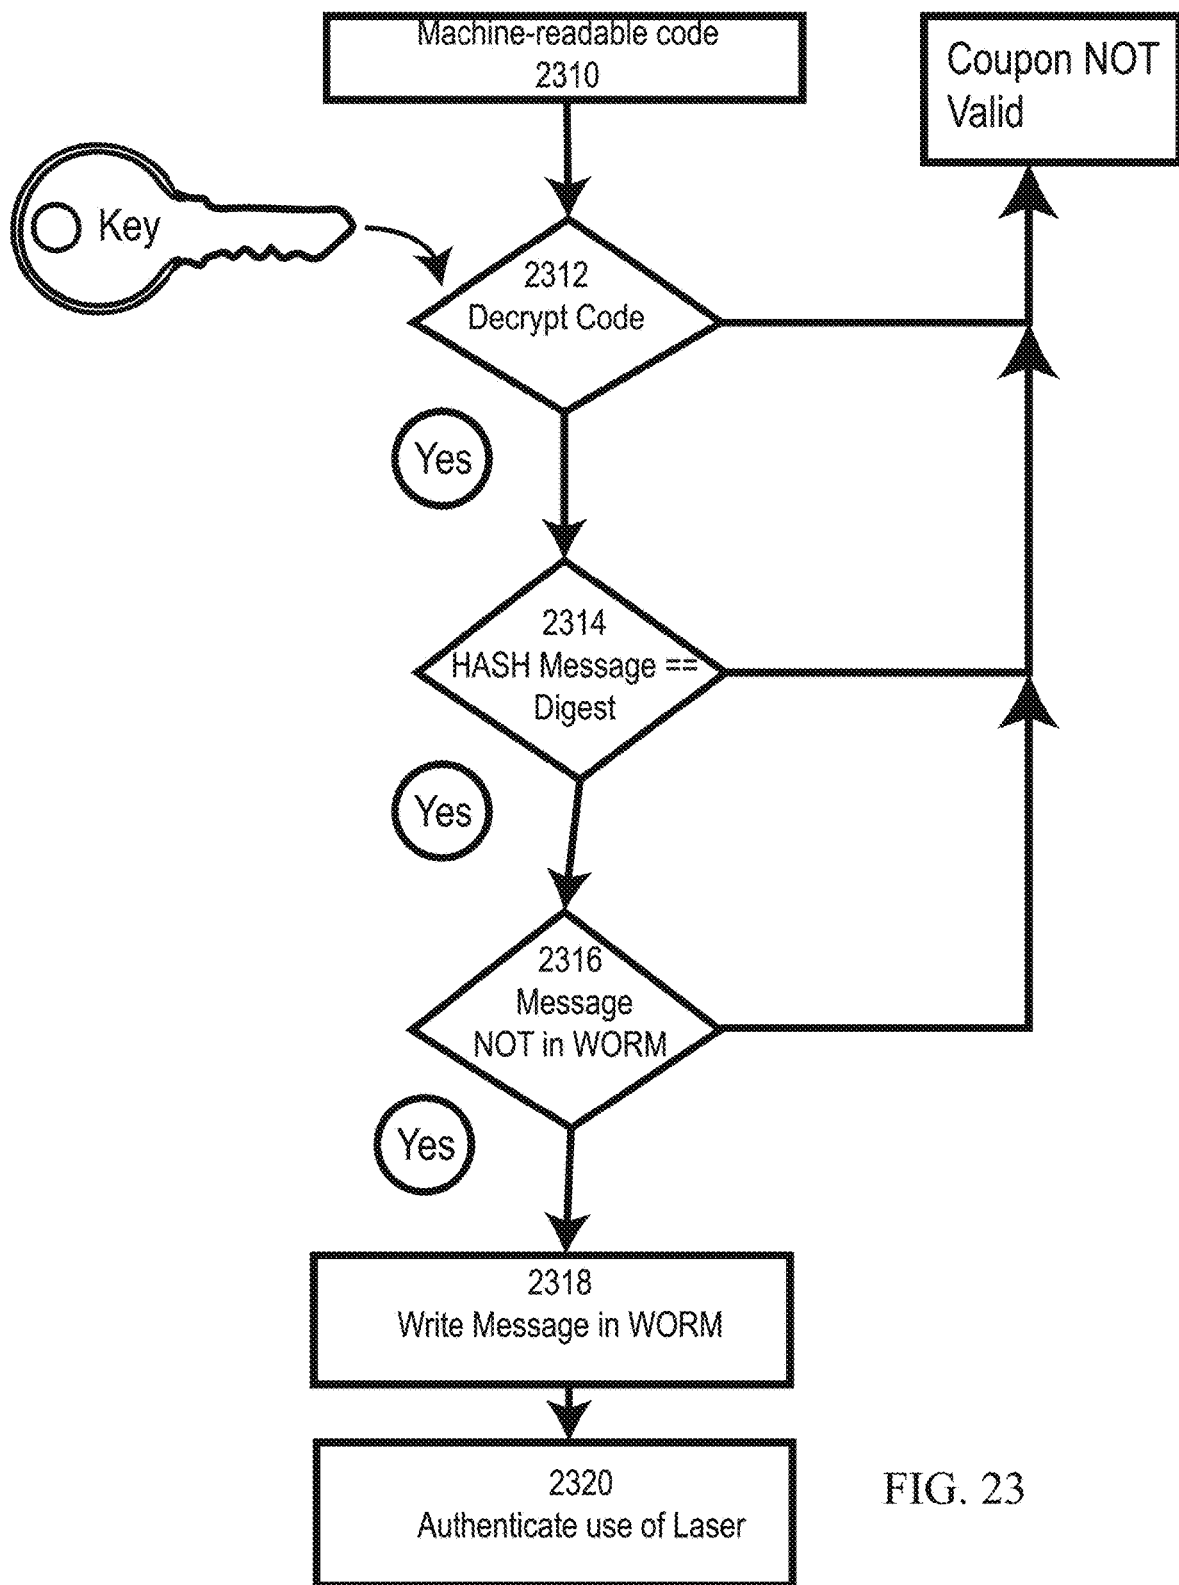 Machine-readable code
2310
Coupon NOT
Valid
Key
2312
Decrypt Code
Yes
2314
HASH Message ==
Digest
Yes
2316
Message
NOT in WORM
Yes
2318
Write Message in WORM
2320
Authenticate use of Laser
FIG. 23